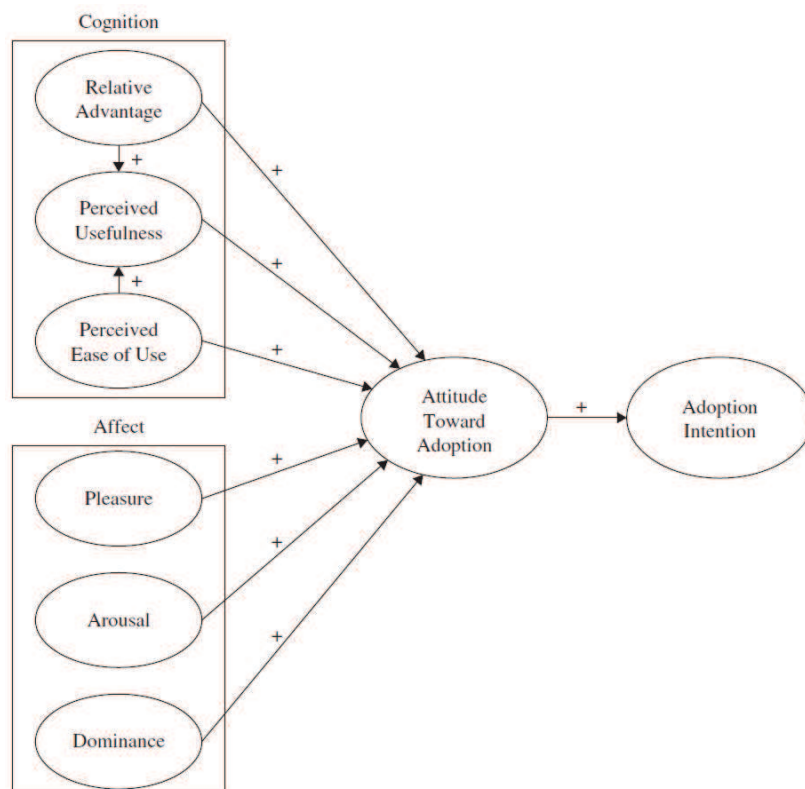 Cognition
Relative
Advantage
+
+
Perceived
Usefulness
+
+
Perceived
Ease of Use
+
Attitude
Toward
Adoption
+
Adoption
Intention
Affect
+
Pleasure
+
Arousal
+
Dominance